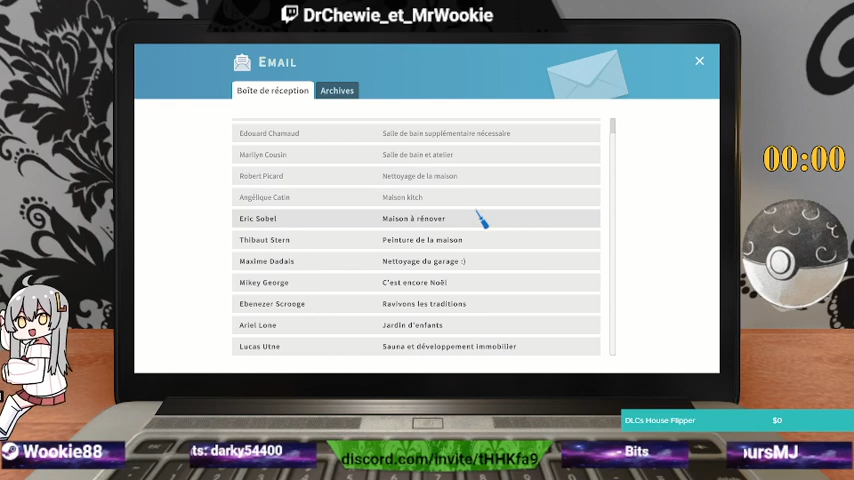 DrChewie_et_MrWookie
EMAIL
Boîte de réception
Archives
Edouard Chamaud
Salle de bain supplémentaire nécessaire
Marilyn Cousin
Salle de bain et atelier
Robert Picard
Nettoyage de la maison
Angélique Catin
Maison kitch
Eric Sobel
Maison à rénover
Thibaut Stern
Peinture de la maison
Maxime Dadais
Nettoyage du garage :)
Mikey George
C'est encore Noël
Ebenezer Scrooge
Ravivons les traditions
Ariel Lone
Jardin d'enfants
Lucas Utne
Sauna et développement immobilier
00:00
DLCs House Flipper
$0
Wookie88
ts: darky54400
discord.com/invite/tHHKfa9
Bits
oursMJ